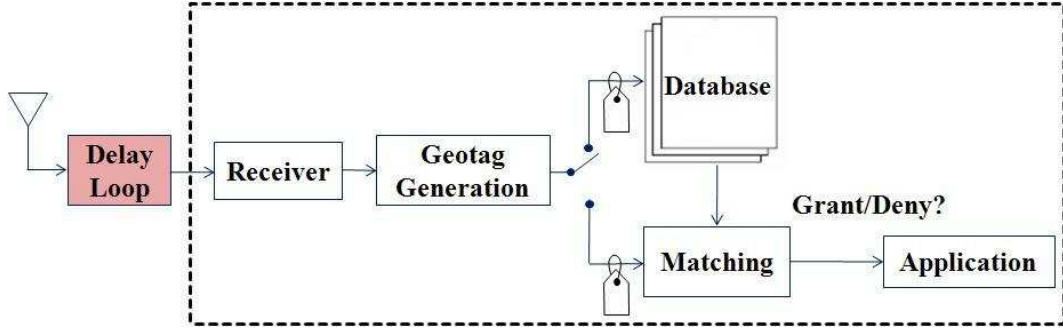 Delay
Loop
Receiver
Geotag
Generation
Database
Matching
Grant/Deny?
Application